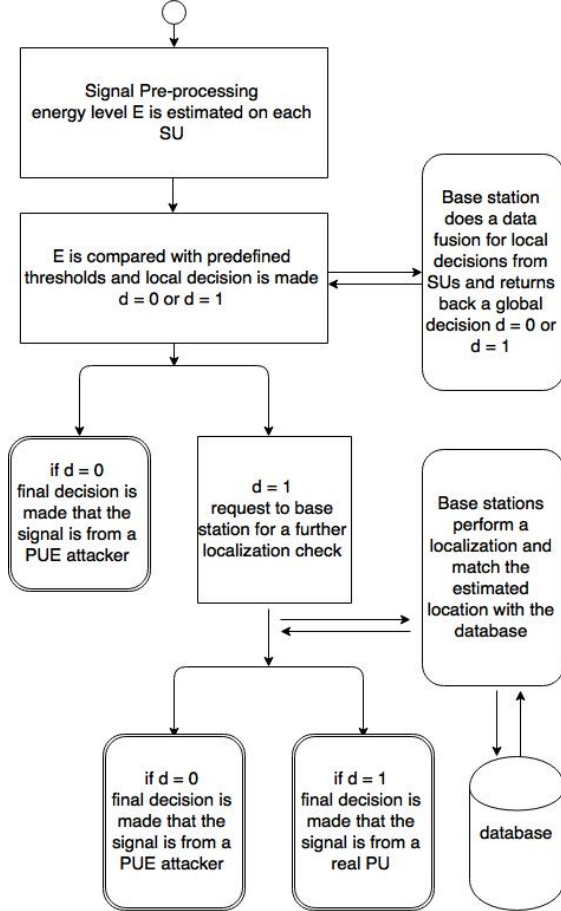 Signal Pre-processing
energy level E is estimated on each
SU
E is compared with predefined
thresholds and local decision is made
d = 0 or d = 1
Base station
does a data
fusion for local
decisions from
SUs and returns
back a global
decision d = 0 or
d = 1
if d = 0
final decision is
made that the
signal is from a
PUE attacker
d = 1
request to base
station for a further
localization check
Base stations
perform a
localization and
match the
estimated
location with the
database
if d = 0
final decision is
made that the
signal is from a
PUE attacker
if d = 1
final decision is
made that the
signal is from a
real PU
database